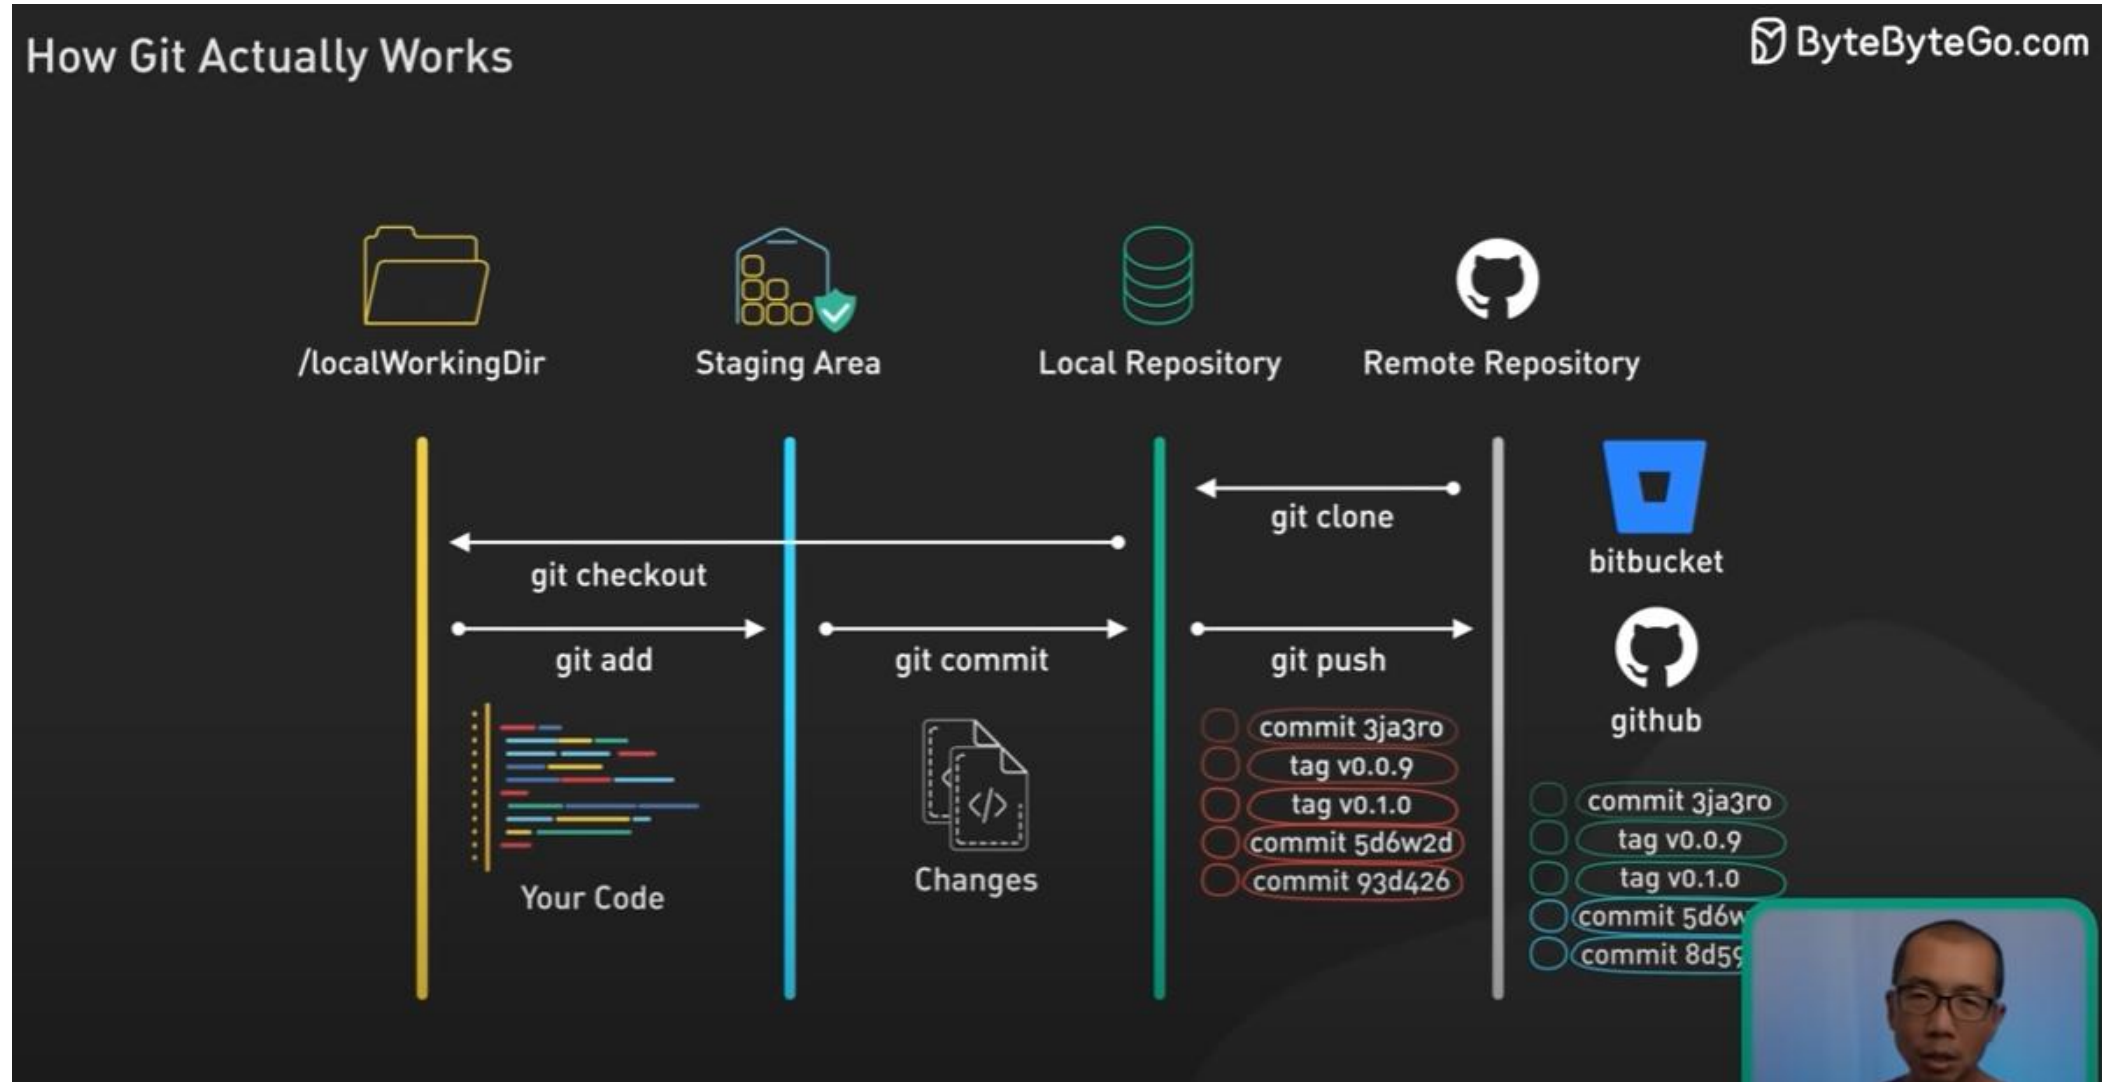 How Git Actually Works
ByteByteGo.com
/localWorkingDir
Staging Area
Local Repository
Remote Repository
git clone
git checkout
git add
git commit
git push
bitbucket
github
Your Code
Changes
commit 3ja3ro
tag v0.0.9
tag v0.1.0
commit 5d6w2d
commit 93d426
commit 3ja3ro
tag v0.0.9
tag v0.1.0
commit
commit